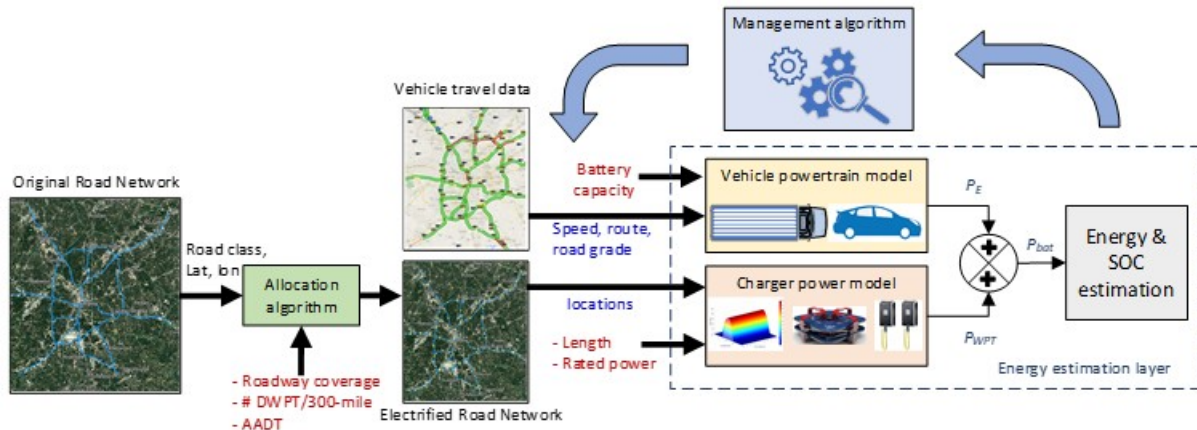 Management algorithm
Vehicle travel data
Original Road Network
Road class,
Lat, lon
Allocation
algorithm
- Roadway coverage
- # DWPT/300-mile
- AADT
Electrified Road Network
Battery
capacity
Speed, route,
road grade
locations
- Length
- Rated power
Vehicle powertrain model
Charger power model
P_E
P_WPT
P_bat
Energy &
SOC
estimation
Energy estimation layer